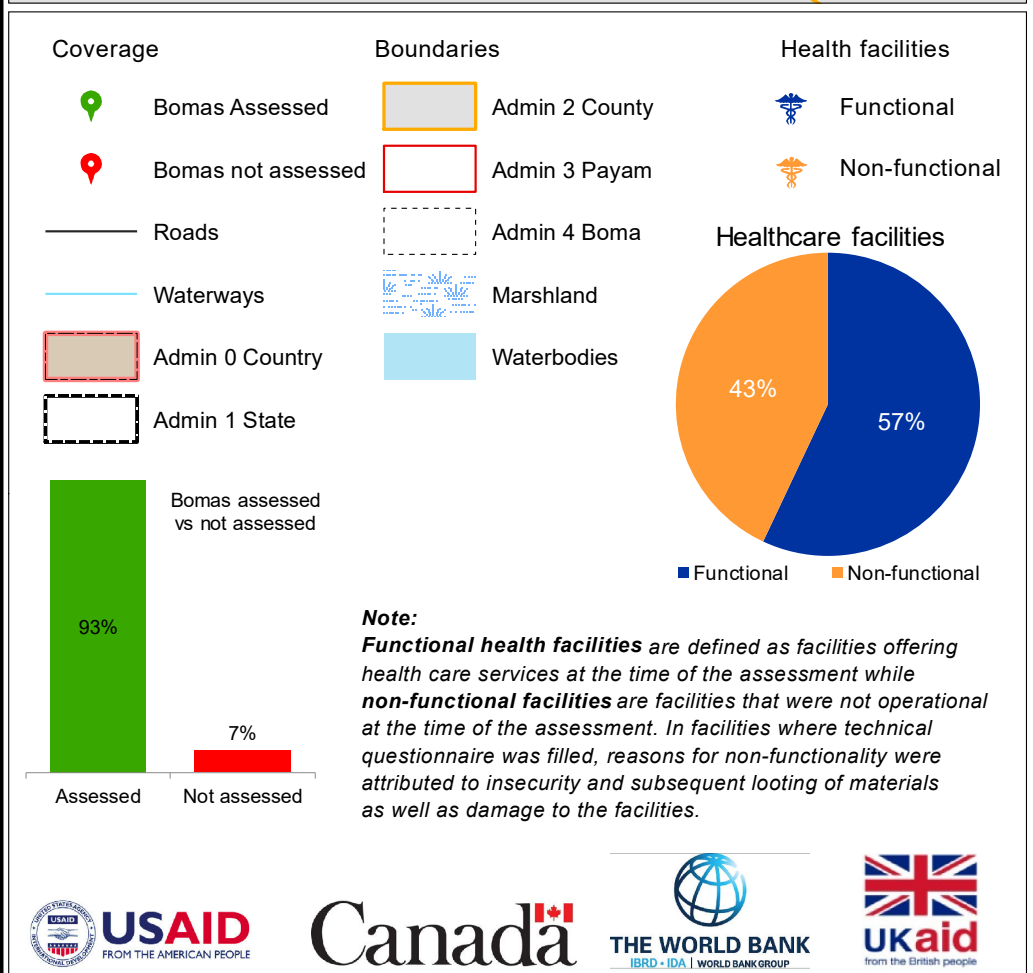 Coverage
Bomas Assessed
Bomas not assessed
Roads
Waterways
Admin 0 Country
Admin 1 State
Boundaries
Admin 2 County
Admin 3 Payam
Admin 4 Boma
Marshland
Waterbodies
Health facilities
Functional
Non-functional
Healthcare facilities
43%
57%
Functional
Non-functional
Bomas assessed
vs not assessed
93%
7%
Assessed
Not assessed
Note:
Functional health facilities are defined as facilities offering
health care services at the time of the assessment while
non-functional facilities are facilities that were not operational
at the time of the assessment. In facilities where technical
questionnaire was filled, reasons for non-functionality were
attributed to insecurity and subsequent looting of materials
as well as damage to the facilities.
UNITED STATES AGENCY
USAID
INTERNATIONAL DEVELOPMENT
USAID
FROM THE AMERICAN PEOPLE
Canada
THE WORLD BANK
IBRD • IDA | WORLD BANK GROUP
UKaid
from the British people